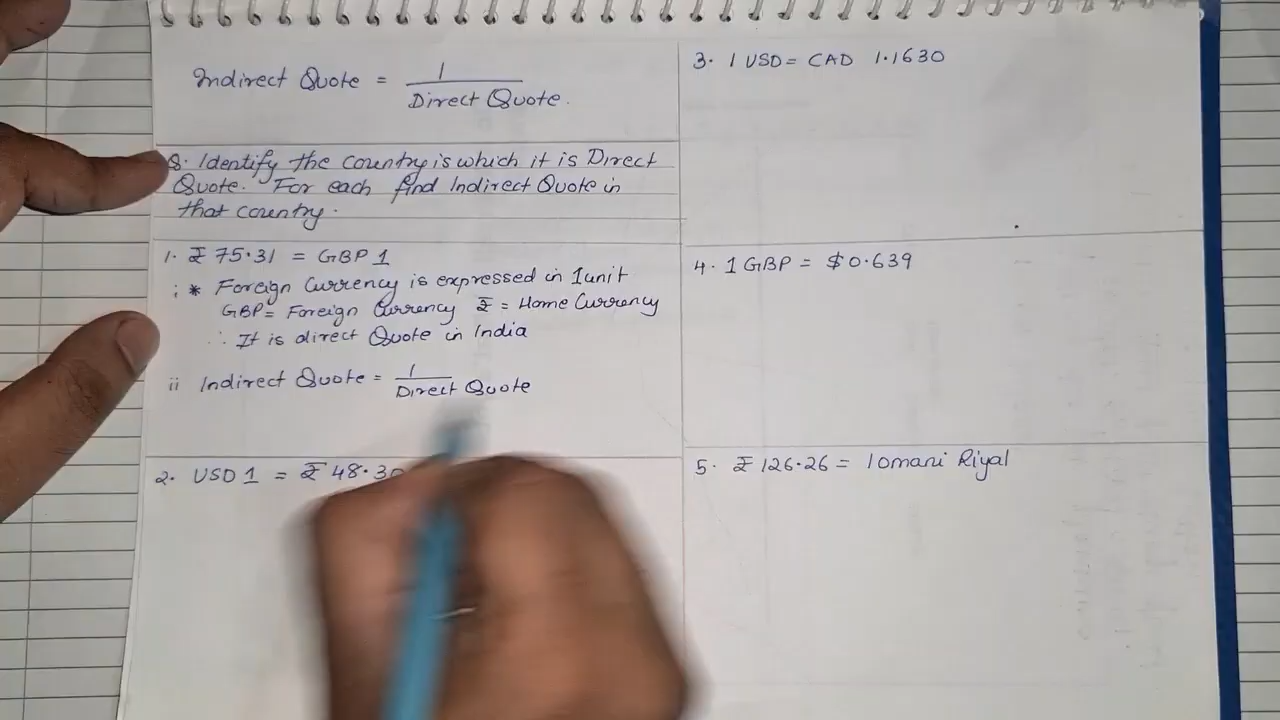 Indirect Quote = 1
Direct Quote.
Q. Identify the country is which it is Direct
Quote. For each find Indirect Quote in
that country.
1. ₹ 75.31 = GBP 1
i * Foreign Currency is expressed in 1 unit
GBP = Foreign Currency ₹ = Home Currency
∴ It is direct Quote in India
ii Indirect Quote = 1
Direct Quote
2. USD 1 = ₹ 48.30
3. 1 USD = CAD 1.1630
4. 1 GBP = $ 0.639
5. ₹ 126.26 = 1 Omani Riyal